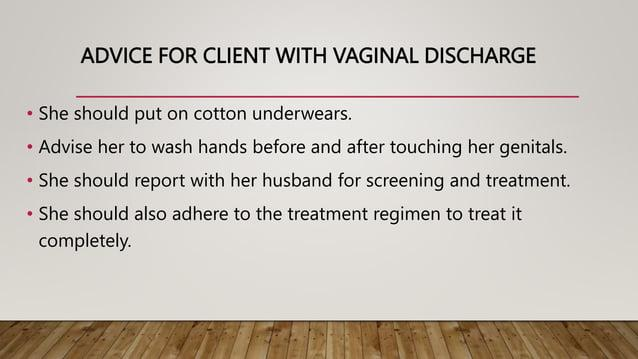 ADVICE FOR CLIENT WITH VAGINAL DISCHARGE
• She should put on cotton underwears.
• Advise her to wash hands before and after touching her genitals.
• She should report with her husband for screening and treatment.
• She should also adhere to the treatment regimen to treat it
completely.